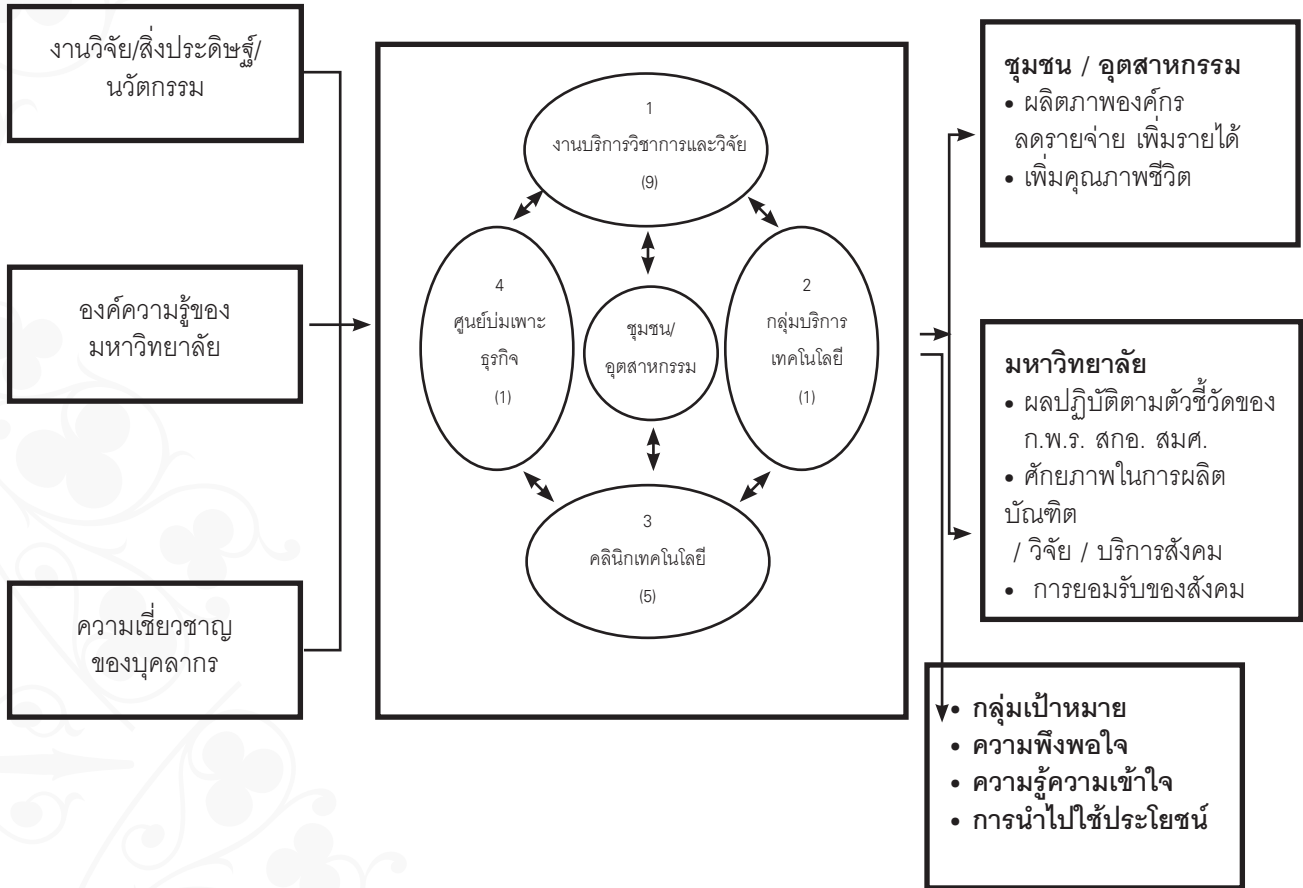 งานวิจัย/สิ่งประดิษฐ์/
นวัตกรรม
องค์ความรู้ของ
มหาวิทยาลัย
ความเชี่ยวชาญ
ของบุคลากร
1
งานบริการวิชาการและวิจัย
(9)
4
ศูนย์บ่มเพาะ
ธุรกิจ
(1)
ชุมชน/
อุตสาหกรรม
2
กลุ่มบริการ
เทคโนโลยี
(1)
3
คลินิกเทคโนโลยี
(5)
ชุมชน / อุตสาหกรรม
• ผลิตภาพองค์กร
ลดรายจ่าย เพิ่มรายได้
• เพิ่มคุณภาพชีวิต
มหาวิทยาลัย
• ผลปฏิบัติตามตัวชี้วัดของ
ก.พ.ร. สกอ. สมศ.
• ศักยภาพในการผลิต
บัณฑิต
/ วิจัย / บริการสังคม
• การยอมรับของสังคม
• กลุ่มเป้าหมาย
• ความพึงพอใจ
• ความรู้ความเข้าใจ
• การนำไปใช้ประโยชน์